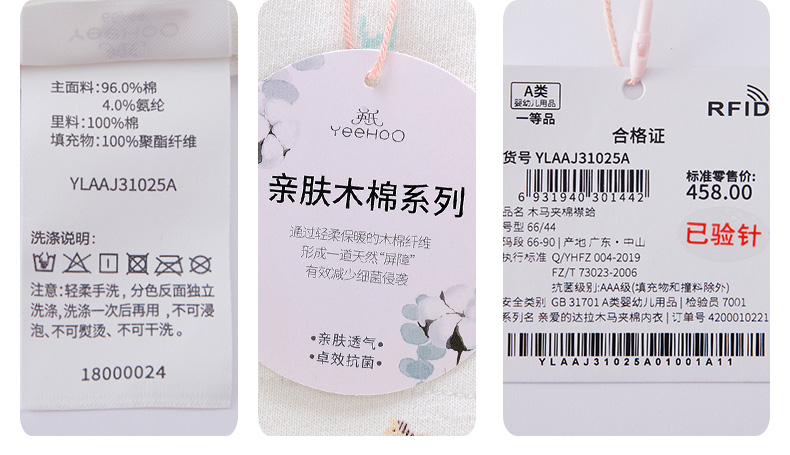 主面料：96.0%棉
4.0%氨纶
里料：100%棉
填充物：100%聚酯纤维
YLAAJ31025A
洗涤说明：
注意：轻柔手洗，分色反面独立
洗涤,洗涤一次后再用，不可浸
泡、不可熨烫、不可干洗。
18000024
YEEHOO
亲肤木棉系列
通过轻柔保暖的木棉纤维
形成一道天然“屏障”
有效减少细菌侵袭
•亲肤透气•
•卓效抗菌•
A类
婴幼儿用品
一等品
RFID
合格证
货号 YLAAJ31025A
6 931940 301442
标准零售价:
458.00
品名 木马夹棉襟蛤
号型 66/44
码段 66-90 | 产地 广东·中山
执行标准 Q/YHFZ 004-2019
FZ/T 73023-2006
抗菌级别:AAA级(填充物和撞料除外)
已验针
安全类别 GB 31701 A类婴幼儿用品 | 检验员 7001
系列名 亲爱的达拉木马夹棉内衣 | 订单号 4200010221
YLAAJ31025A01001A11